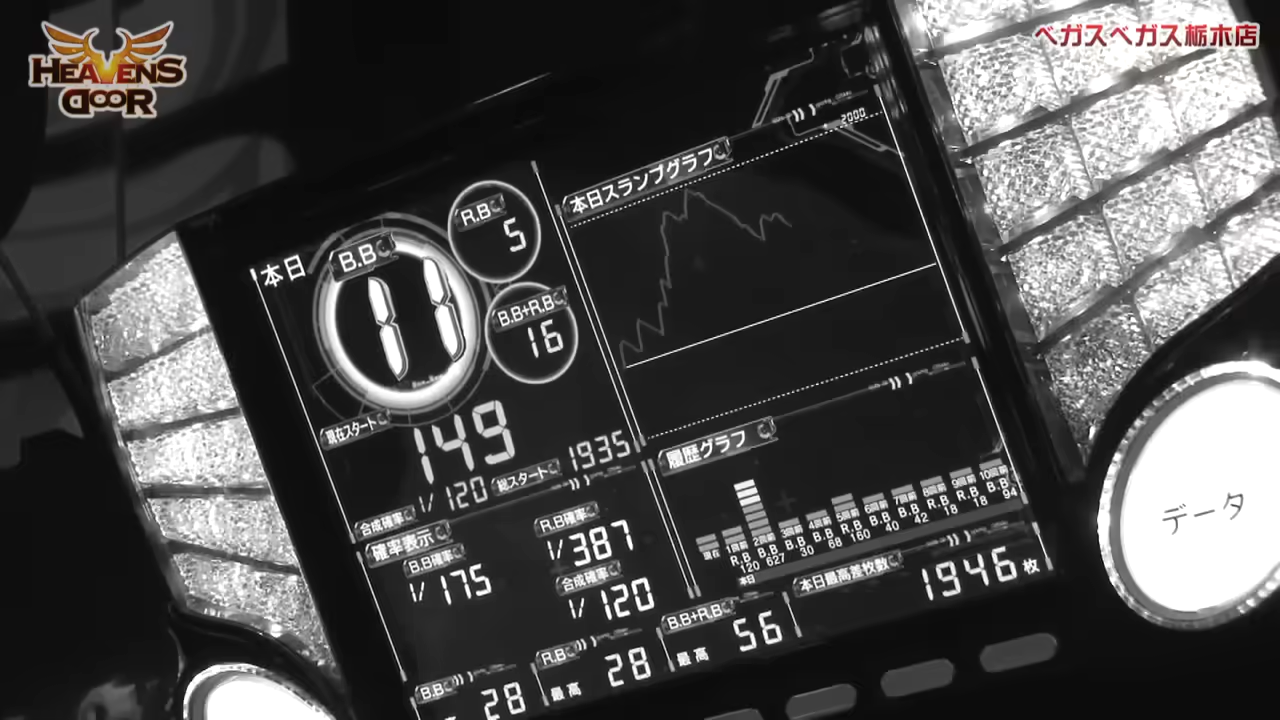 HEAVENS DOOR
ベガスベガス栃木店
本日
B.B
11
R.B
5
B.B+R.B
16
現在スタート
149
総スタート
1935
合成確率
1/120
確率表示
B.B確率
1/175
R.B確率
1/387
合成確率
1/120
本日スランプグラフ
2000
履歴グラフ
現在 1回前 2回前 3回前 4回前 5回前 6回前 7回前 8回前 9回前 10回前
R.B B.B B.B B.B R.B B.B B.B R.B R.B B.B
120 627 30 68 160 40 42 18 18 94
本日
本日最高差枚数
1946枚
B.B
28
R.B
最高
28
B.B+R.B
最高
56
データ